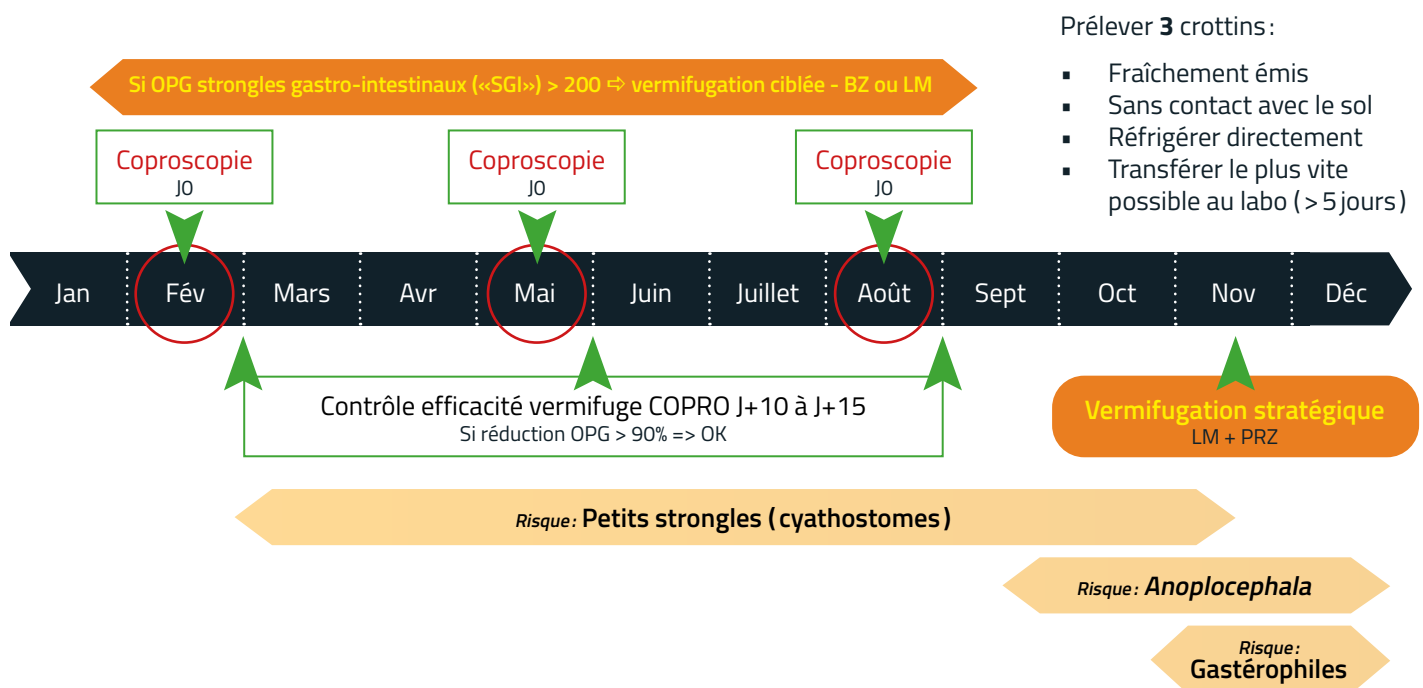 Prélever 3 crottins :
▪ Fraîchement émis
▪ Sans contact avec le sol
▪ Réfrigérer directement
▪ Transférer le plus vite
possible au labo ( > 5 jours )
Si OPG strongles gastro-intestinaux («SGI») > 200 ⇨ vermifugation ciblée - BZ ou LM
Coproscopie
J0
Coproscopie
J0
Coproscopie
J0
Jan Fév Mars Avr Mai Juin Juillet Août Sept Oct Nov Déc
Contrôle efficacité vermifuge COPRO J+10 à J+15
Si réduction OPG > 90% => OK
Vermifugation stratégique
LM + PRZ
Risque : Petits strongles ( cyathostomes )
Risque : Anoplocephala
Risque :
Gastérophiles